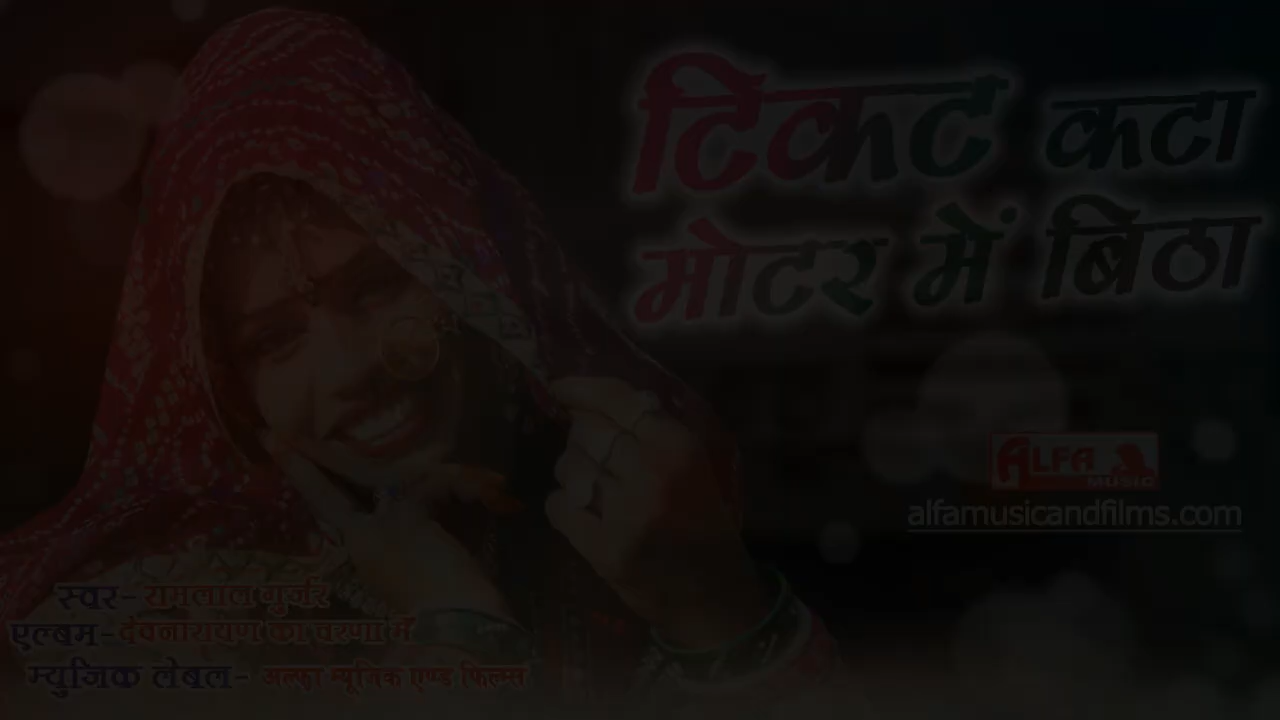 टिकट कटा
मोटर में बिठा
ALFA
MUSIC
alfamusicandfilms.com
स्वर- रामलाल गुर्जर
एल्बम- देवनारायण का चरणा में
म्युजिक लेबल- अल्फा म्यूजिक एण्ड फिल्म्स